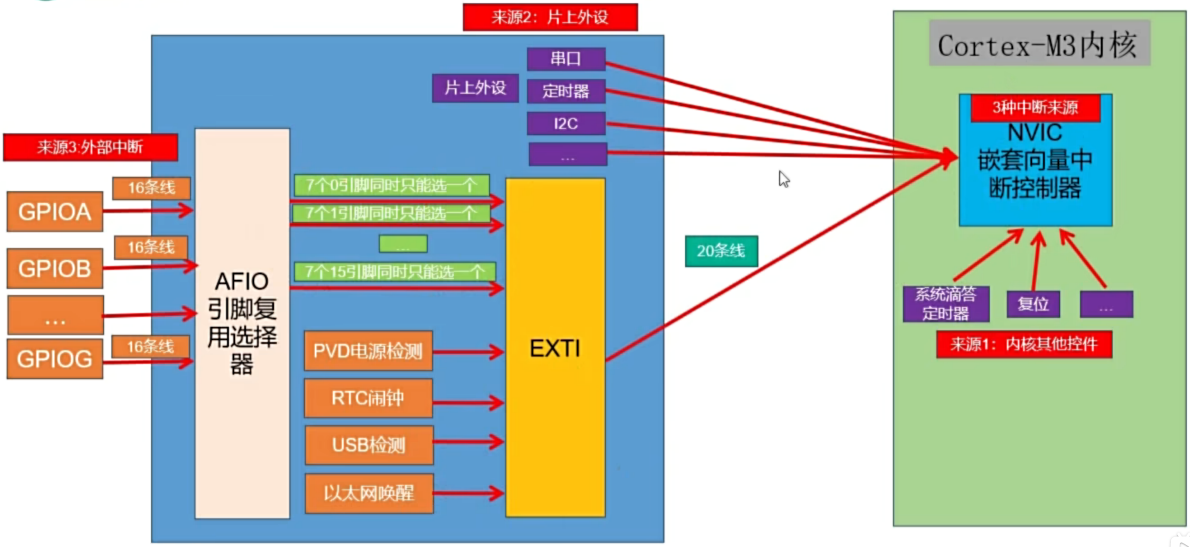 来源2：片上外设
Cortex-M3内核
串口
片上外设
定时器
I2C
...
3种中断来源
NVIC
嵌套向量中
断控制器
来源3:外部中断
GPIOA
16条线
GPIOB
16条线
...
GPIOG
16条线
AFIO
引脚复
用选择
器
7个0引脚同时只能选一个
7个1引脚同时只能选一个
...
7个15引脚同时只能选一个
PVD电源检测
RTC闹钟
USB检测
以太网唤醒
EXTI
20条线
系统滴答
定时器
复位
...
来源1：内核其他控件